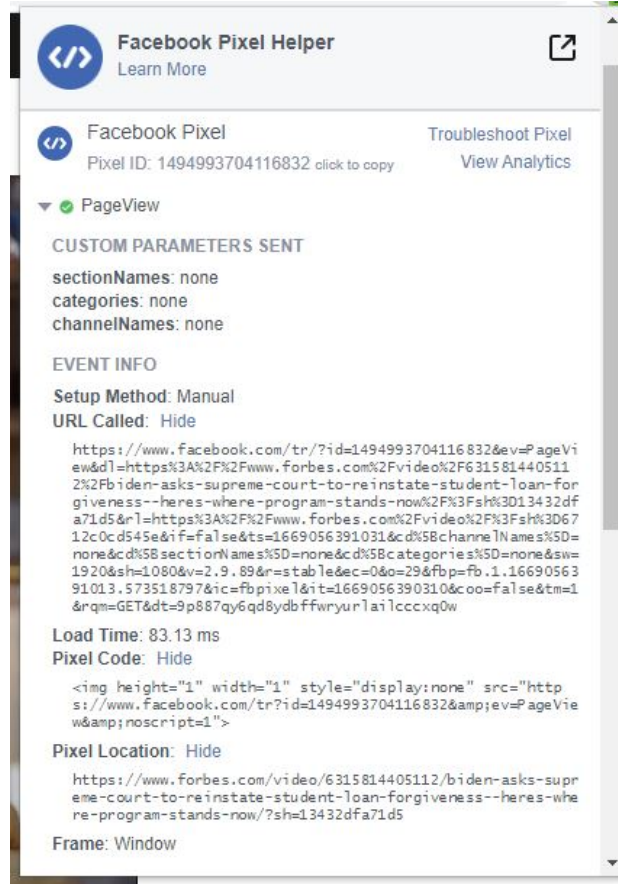 Facebook Pixel Helper
Learn More
Facebook Pixel
Troubleshoot Pixel
Pixel ID: 1494993704116832 click to copy
View Analytics
PageView
CUSTOM PARAMETERS SENT
sectionNames: none
categories: none
channelNames: none
EVENT INFO
Setup Method: Manual
URL Called: Hide
https://www.facebook.com/tr/?id=1494993704116832&ev=PageVi
ew&dl=https%3A%2F%2Fwww.forbes.com%2Fvideo%2F631581440511
2%2Fbiden-asks-supreme-court-to-reinstate-student-loan-for
giveness--heres-where-program-stands-now%2F%3Fsh%3D13432df
a71d5&rl=https%3A%2F%2Fwww.forbes.com%2Fvideo%2F%3Fsh%3D67
12c0cd545e&if=false&ts=1669056391031&cd%5BchannelNames%5D=
none&cd%5BsectionNames%5D=none&cd%5Bcategories%5D=none&sw=
1920&sh=1080&v=2.9.89&r=stable&ec=0&o=29&fbp=fb.1.16690563
91013.573518797&ic=fbpixel&it=1669056390310&coo=false&tm=1
&rqm=GET&dt=9p887qy6qd8ydbffwryurlailcccxq0w
Load Time: 83.13 ms
Pixel Code: Hide
<img height="1" width="1" style="display:none" src="http
s://www.facebook.com/tr?id=1494993704116832&amp;ev=PageVie
w&amp;noscript=1">
Pixel Location: Hide
https://www.forbes.com/video/6315814405112/biden-asks-supr
eme-court-to-reinstate-student-loan-forgiveness--heres-whe
re-program-stands-now/?sh=13432dfa71d5
Frame: Window